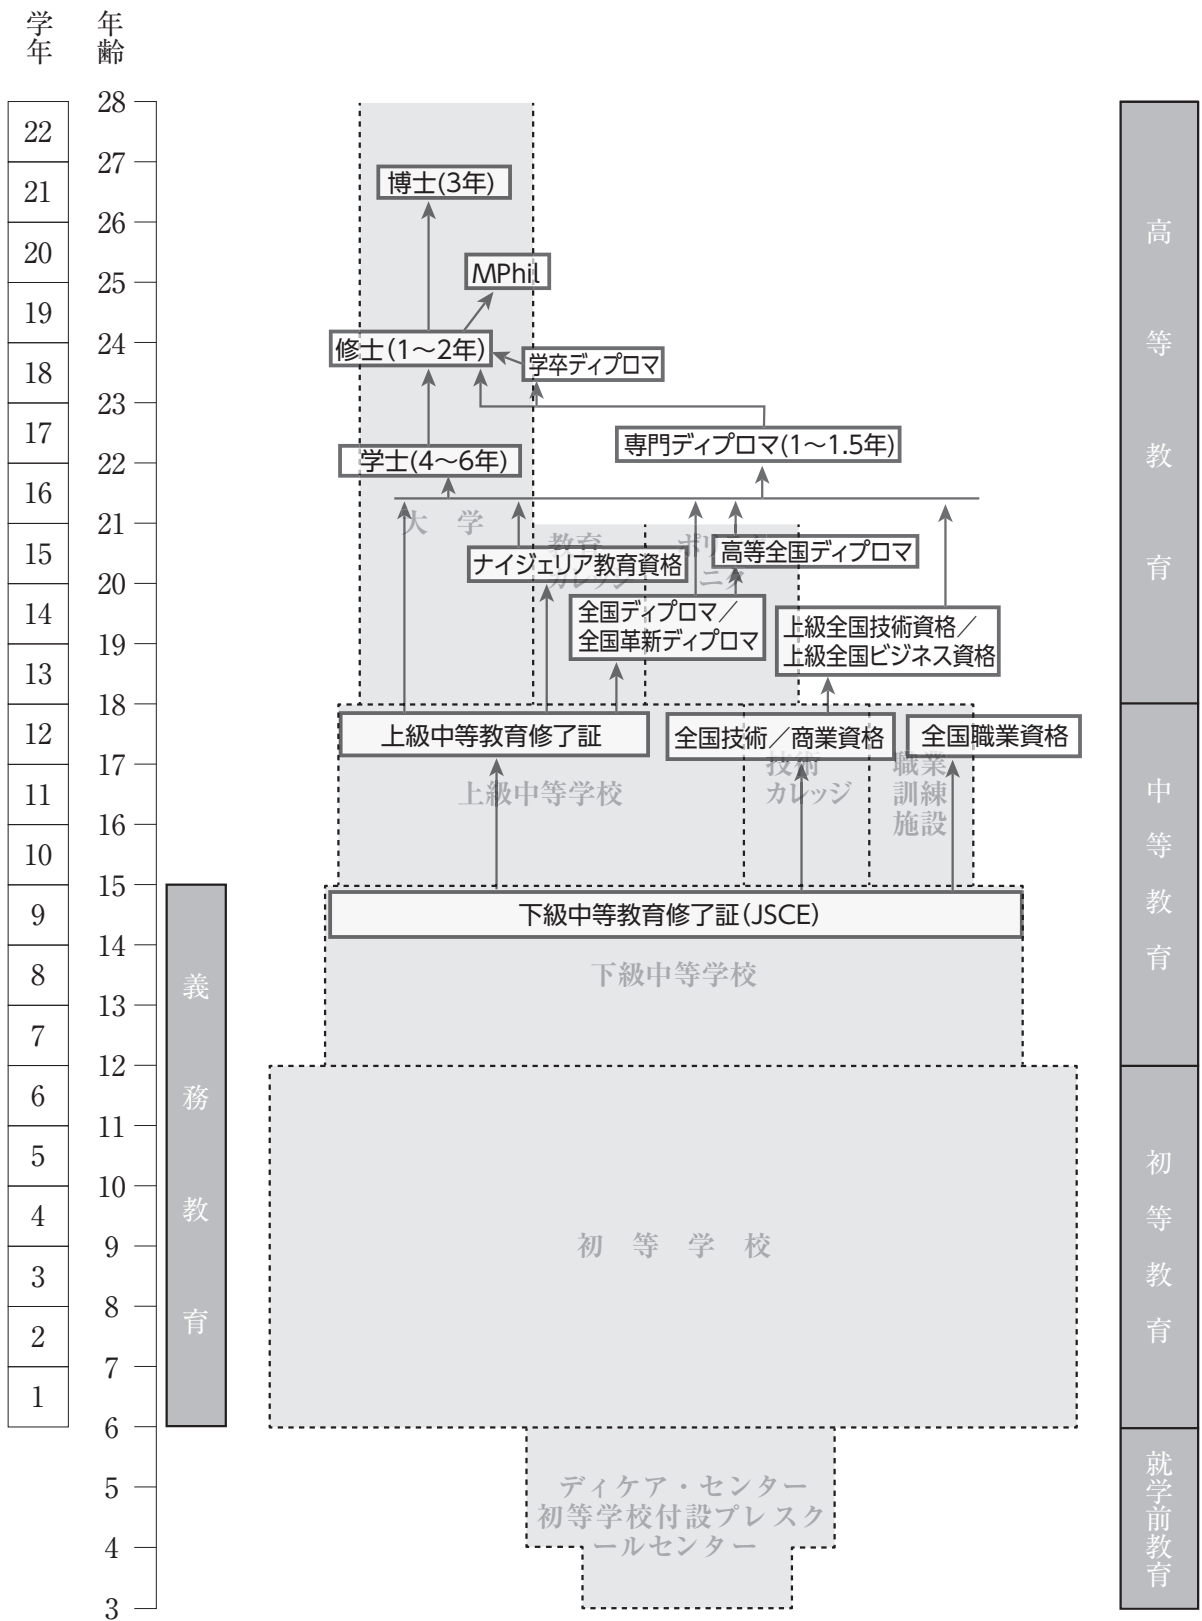 学年
年齢
28
22
27
博士(3年)
21
26
高等教育
20
MPhil
25
19
24
修士(1〜2年)
学卒ディプロマ
18
23
17
専門ディプロマ(1〜1.5年)
22
学士(4〜6年)
16
21
大学
教育
カレッジ
ポリテク
ニク
高等全国ディプロマ
15
ナイジェリア教育資格
20
14
全国ディプロマ/
全国革新ディプロマ
上級全国技術資格/
上級全国ビジネス資格
19
13
18
12
上級中等教育修了証
全国技術/商業資格
全国職業資格
17
11
上級中等学校
技術
カレッジ
職業
訓練
施設
中等教育
16
10
15
9
下級中等教育修了証(JSCE)
14
8
下級中等学校
義務教育
13
7
12
6
11
5
初等教育
10
4
9
初等学校
3
8
2
7
1
6
5
ディケア・センター
初等学校付設プレスク
ールセンター
就学前教育
4
3